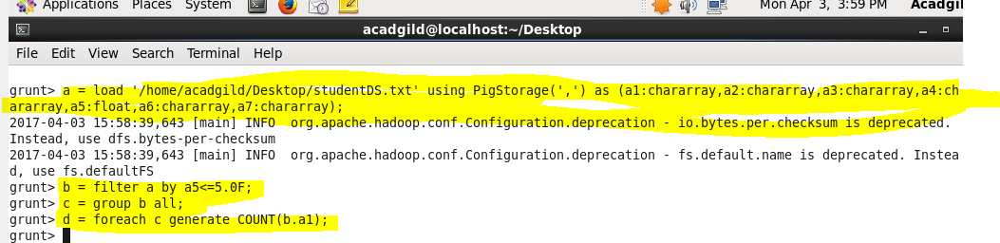 Applications Places System Mon Apr 3, 3:59 PM Acadgil
acadgild@localhost:~/Desktop
File Edit View Search Terminal Help
grunt> a = load '/home/acadgild/Desktop/studentDS.txt' using PigStorage(',') as (a1:chararray,a2:chararray,a3:chararray,a4:ch
ararray,a5:float,a6:chararray,a7:chararray);
2017-04-03 15:58:39,643 [main] INFO  org.apache.hadoop.conf.Configuration.deprecation - io.bytes.per.checksum is deprecated.
Instead, use dfs.bytes-per-checksum
2017-04-03 15:58:39,643 [main] INFO  org.apache.hadoop.conf.Configuration.deprecation - fs.default.name is deprecated. Instea
d, use fs.defaultFS
grunt> b = filter a by a5<=5.0F;
grunt> c = group b all;
grunt> d = foreach c generate COUNT(b.a1);
grunt>